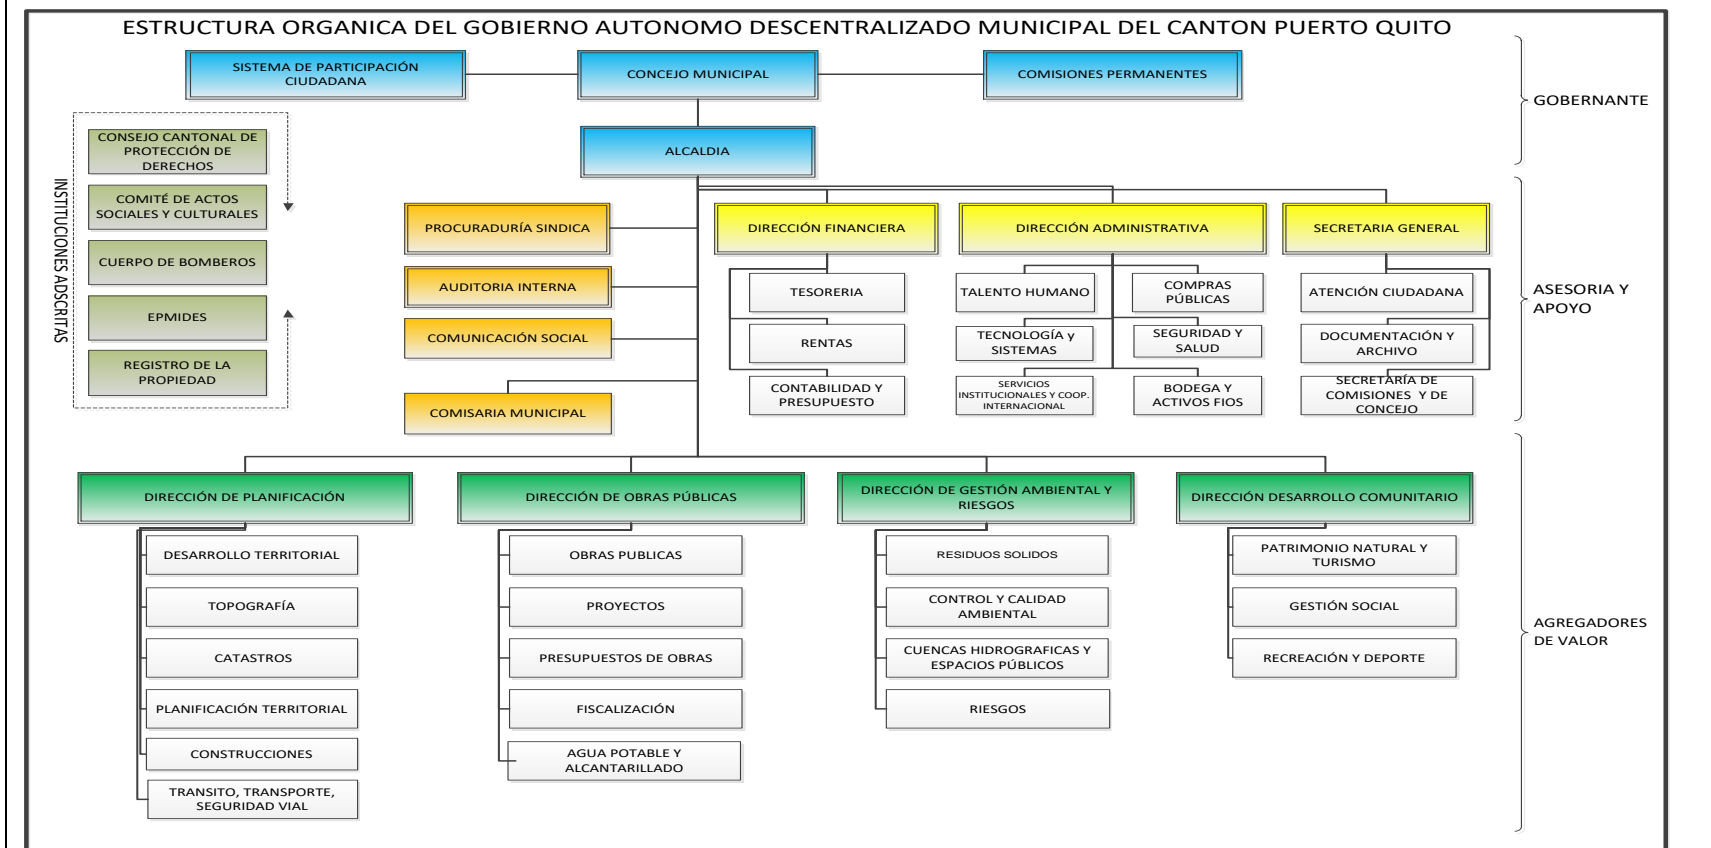 ESTRUCTURA ORGANICA DEL GOBIERNO AUTONOMO DESCENTRALIZADO MUNICIPAL DEL CANTON PUERTO QUITO
SISTEMA DE PARTICIPACIÓN
CIUDADANA
CONCEJO MUNICIPAL
COMISIONES PERMANENTES
GOBERNANTE
ALCALDIA
INSTITUCIONES ADSCRITAS
CONSEJO CANTONAL DE
PROTECCIÓN DE
DERECHOS
COMITÉ DE ACTOS
SOCIALES Y CULTURALES
CUERPO DE BOMBEROS
EPMIDES
REGISTRO DE LA
PROPIEDAD
PROCURADURÍA SINDICA
AUDITORIA INTERNA
COMUNICACIÓN SOCIAL
COMISARIA MUNICIPAL
DIRECCIÓN FINANCIERA
TESORERIA
RENTAS
CONTABILIDAD Y
PRESUPUESTO
DIRECCIÓN ADMINISTRATIVA
TALENTO HUMANO
COMPRAS
PÚBLICAS
TECNOLOGÍA y
SISTEMAS
SEGURIDAD Y
SALUD
SERVICIOS
INSTITUCIONALES Y COOP.
INTERNACIONAL
BODEGA Y
ACTIVOS FIOS
SECRETARIA GENERAL
ATENCIÓN CIUDADANA
DOCUMENTACIÓN Y
ARCHIVO
SECRETARÍA DE
COMISIONES Y DE
CONCEJO
ASESORIA Y
APOYO
DIRECCIÓN DE PLANIFICACIÓN
DESARROLLO TERRITORIAL
TOPOGRAFÍA
CATASTROS
PLANIFICACIÓN TERRITORIAL
CONSTRUCCIONES
TRANSITO, TRANSPORTE,
SEGURIDAD VIAL
DIRECCIÓN DE OBRAS PÚBLICAS
OBRAS PUBLICAS
PROYECTOS
PRESUPUESTOS DE OBRAS
FISCALIZACIÓN
AGUA POTABLE Y
ALCANTARILLADO
DIRECCIÓN DE GESTIÓN AMBIENTAL Y
RIESGOS
RESIDUOS SOLIDOS
CONTROL Y CALIDAD
AMBIENTAL
CUENCAS HIDROGRAFICAS Y
ESPACIOS PÚBLICOS
RIESGOS
DIRECCIÓN DESARROLLO COMUNITARIO
PATRIMONIO NATURAL Y
TURISMO
GESTIÓN SOCIAL
RECREACIÓN Y DEPORTE
AGREGADORES
DE VALOR